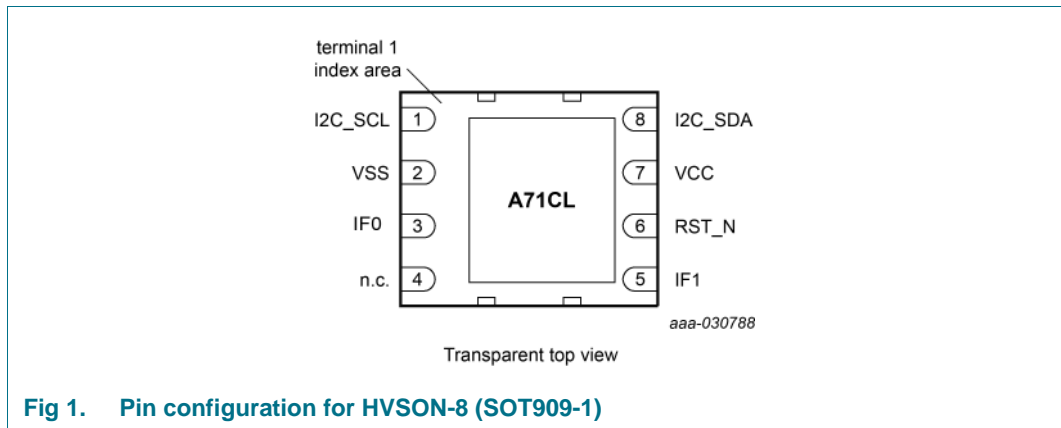 terminal 1
index area
I2C_SCL 1 8 I2C_SDA
VSS 2 7 VCC
A71CL
IF0 3 6 RST_N
n.c. 4 5 IF1
aaa-030788
Transparent top view
Fig 1. Pin configuration for HVSON-8 (SOT909-1)